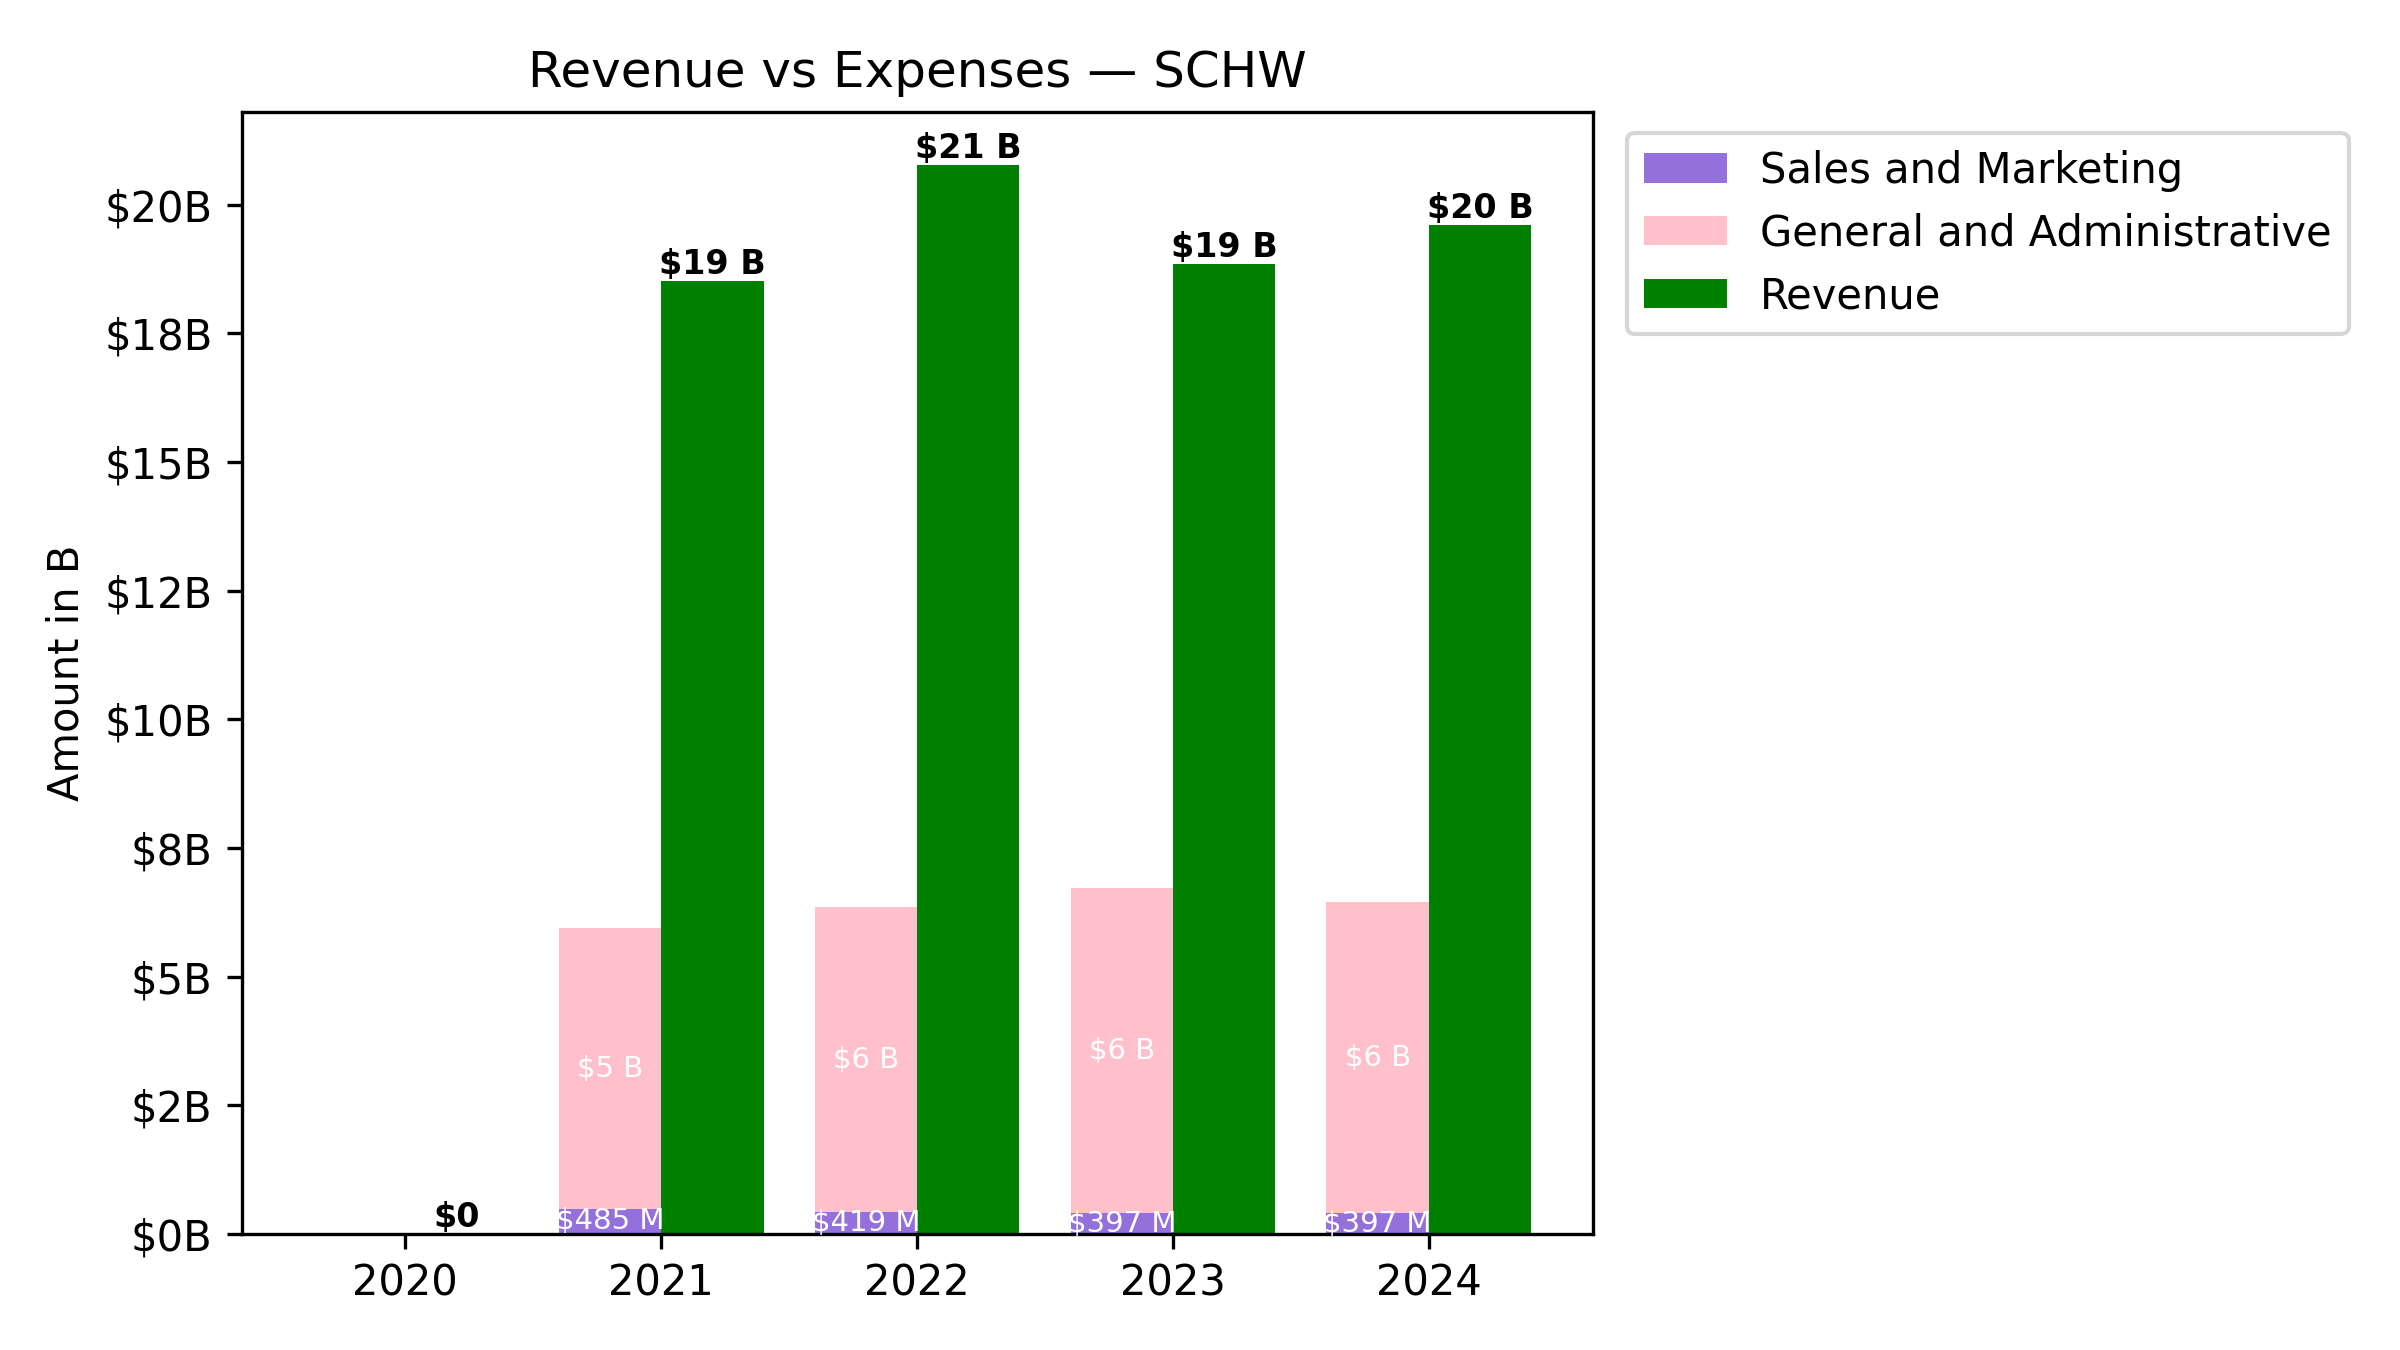 Revenue vs Expenses — SCHW
Sales and Marketing
General and Administrative
Revenue
Amount in B
$20B
$18B
$15B
$12B
$10B
$8B
$5B
$2B
$0B
$21 B
$20 B
$19 B
$19 B
$5 B
$6 B
$6 B
$6 B
$0
$485 M
$419 M
$397 M
$397 M
2020
2021
2022
2023
2024